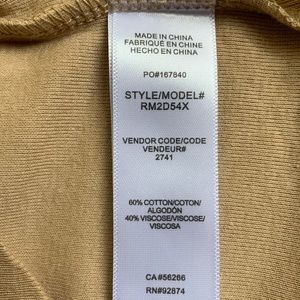 MADE IN CHINA
FABRIQUÉ EN CHINE
HECHO EN CHINA
PO#167840
STYLE/MODEL#
RM2D54X
VENDOR CODE/CODE
VENDEUR#
2741
60% COTTON/COTON/
ALGODÓN
40% VISCOSE/VISCOSE/
VISCOSA
CA#56266
RN#92874